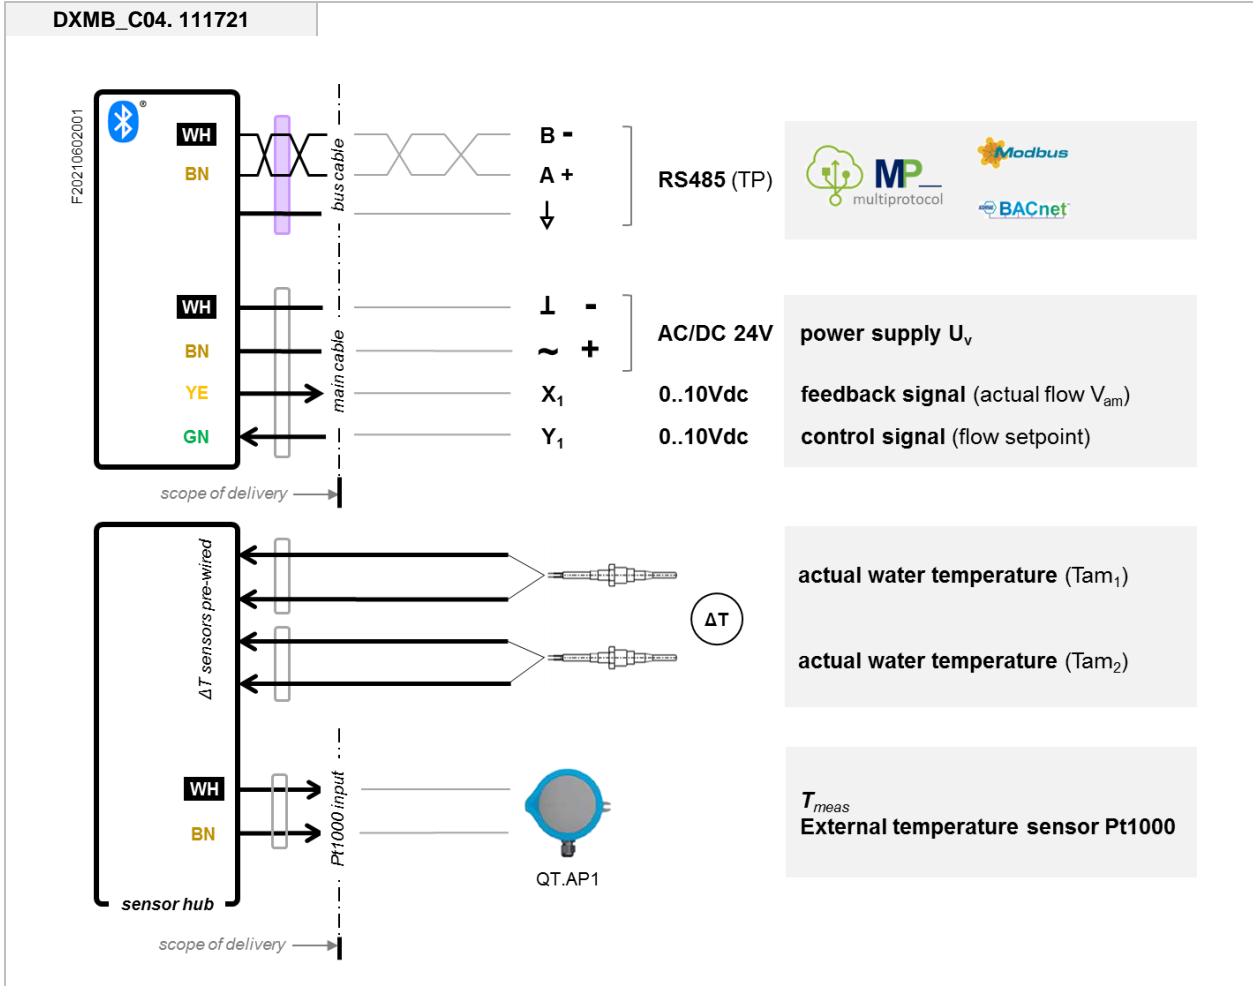 DXMB_C04. 111721
F20210602001
®
WH
BN
bus cable
B -
A +
RS485 (TP)
MP
multiprotocol
Modbus
BACnet
WH
BN
YE
GN
main cable
⊥ -
~ +
AC/DC 24V
power supply Uv
X1
0..10Vdc
feedback signal (actual flow Vam)
Y1
0..10Vdc
control signal (flow setpoint)
scope of delivery
ΔT sensors pre-wired
ΔT
actual water temperature (Tam1)
actual water temperature (Tam2)
WH
BN
Pt1000 input
QT.AP1
Tmeas
External temperature sensor Pt1000
sensor hub
scope of delivery